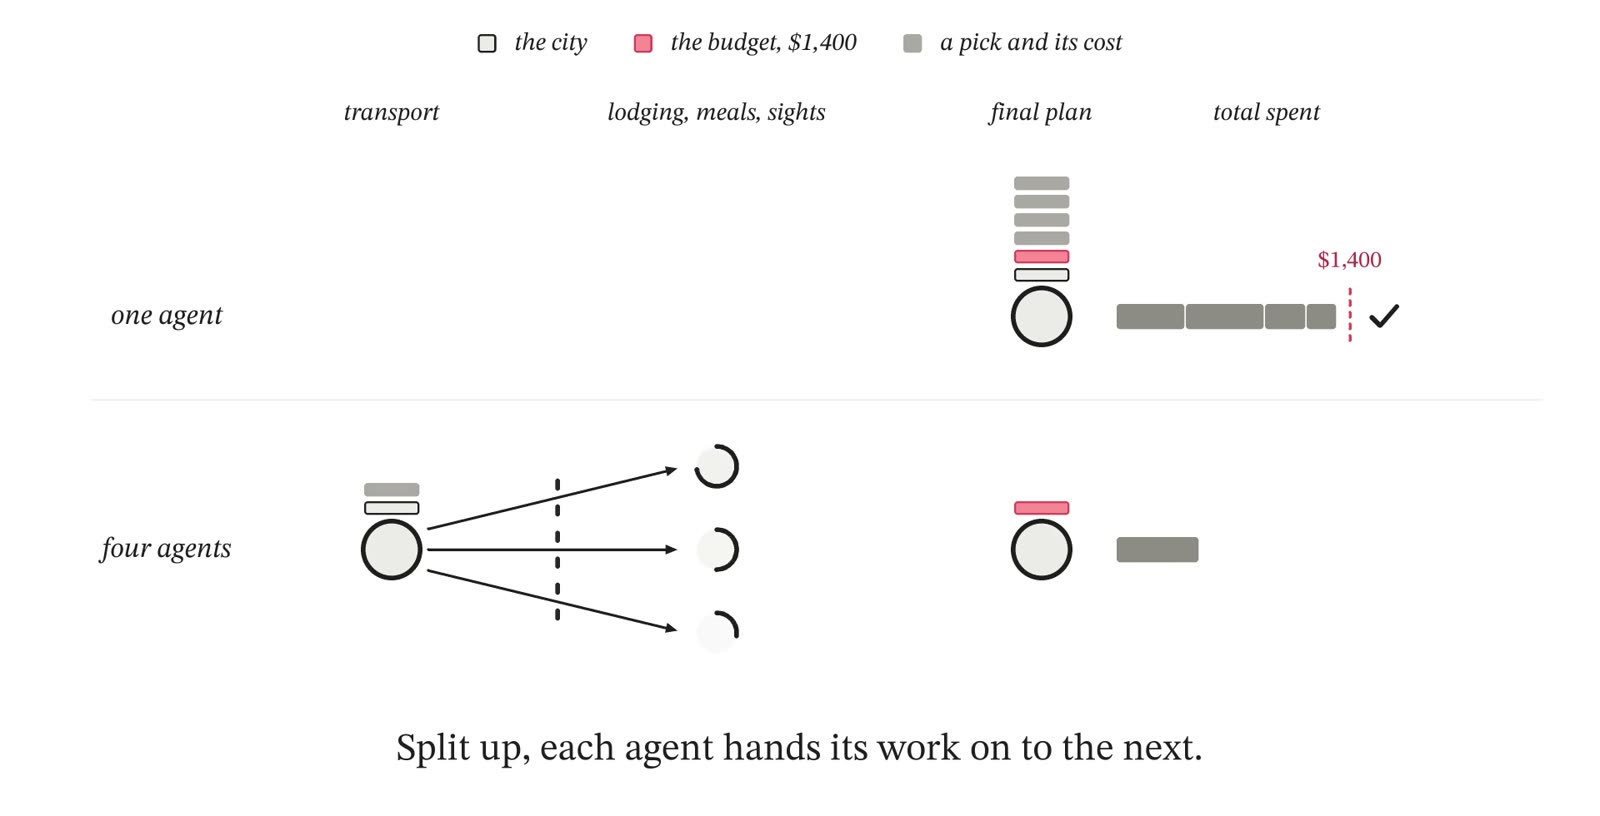 the city the budget, $1,400 a pick and its cost
transport lodging, meals, sights final plan total spent
$1,400
one agent
four agents
Split up, each agent hands its work on to the next.